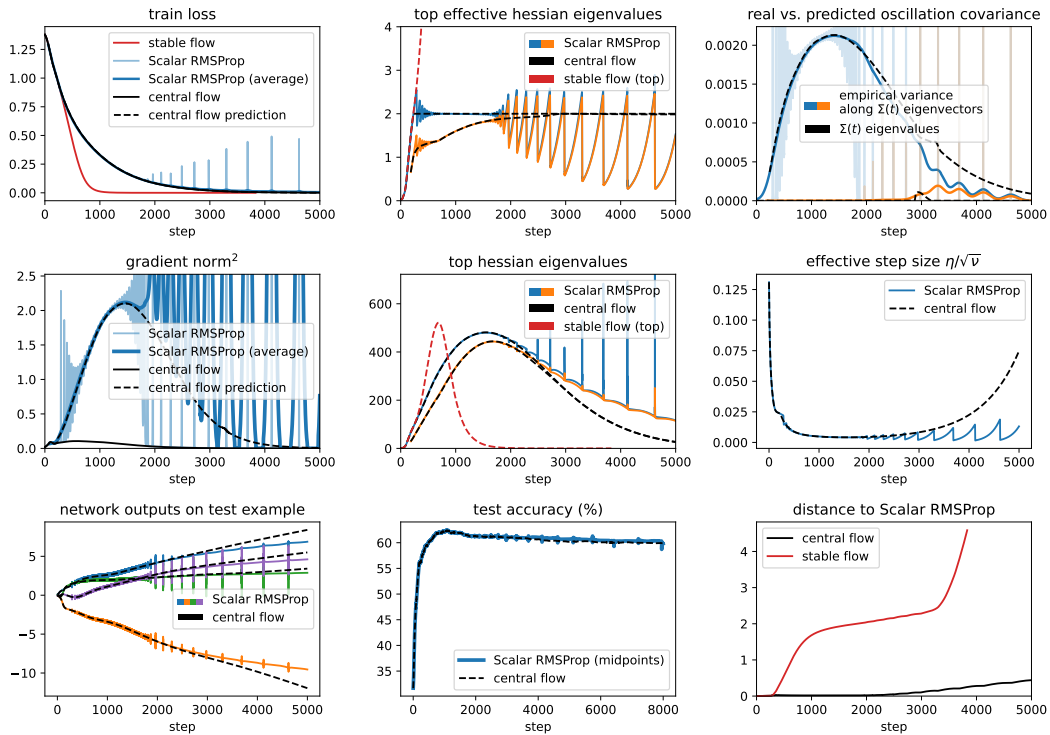 train loss
1.25
1.00
0.75
0.50
0.25
0.00
0 1000 2000 3000 4000 5000
step
stable flow
Scalar RMSProp
Scalar RMSProp (average)
central flow
central flow prediction
top effective hessian eigenvalues
4
3
2
1
0
0 1000 2000 3000 4000 5000
step
Scalar RMSProp
central flow
stable flow (top)
real vs. predicted oscillation covariance
0.0020
0.0015
0.0010
0.0005
0.0000
0 1000 2000 3000 4000 5000
step
empirical variance
along Σ(t) eigenvectors
Σ(t) eigenvalues
gradient norm²
2.5
2.0
1.5
1.0
0.5
0.0
0 1000 2000 3000 4000 5000
step
Scalar RMSProp
Scalar RMSProp (average)
central flow
central flow prediction
top hessian eigenvalues
600
400
200
0
0 1000 2000 3000 4000 5000
step
Scalar RMSProp
central flow
stable flow (top)
effective step size η/√ν
0.125
0.100
0.075
0.050
0.025
0.000
0 1000 2000 3000 4000 5000
step
Scalar RMSProp
central flow
network outputs on test example
5
0
−5
−10
0 1000 2000 3000 4000 5000
step
Scalar RMSProp
central flow
test accuracy (%)
60
55
50
45
40
35
0 2000 4000 6000 8000
step
Scalar RMSProp (midpoints)
central flow
distance to Scalar RMSProp
4
3
2
1
0
0 1000 2000 3000 4000 5000
step
central flow
stable flow